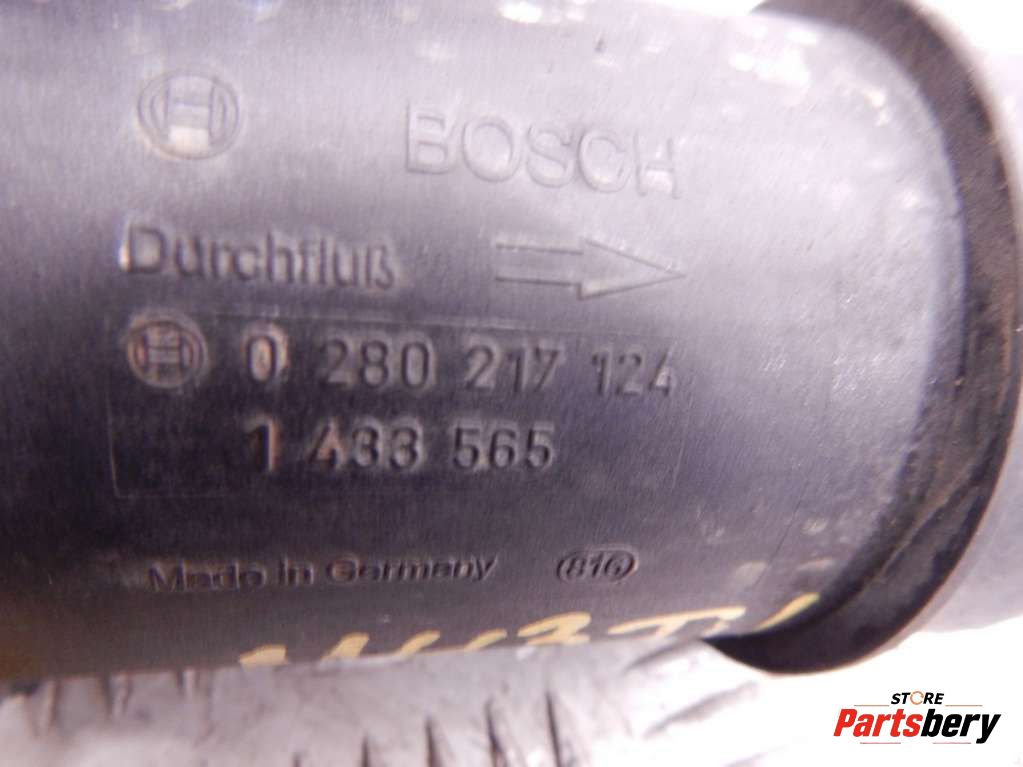 BOSCH
Durchfluß
0 280 217 124
1 433 565
Made in Germany 816
STORE
Partsbery